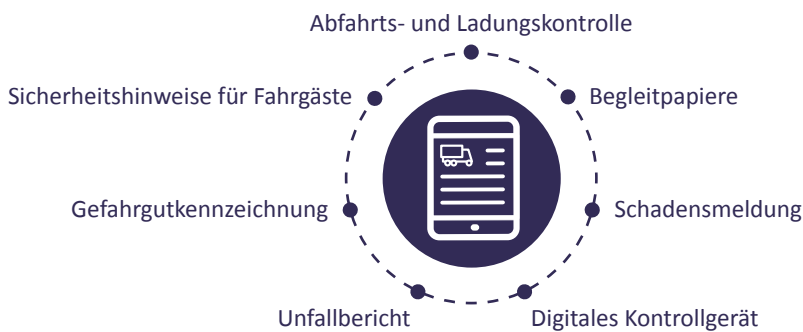 Abfahrts- und Ladungskontrolle
Sicherheitshinweise für Fahrgäste
Begleitpapiere
Gefahrgutkennzeichnung
Schadensmeldung
Unfallbericht
Digitales Kontrollgerät